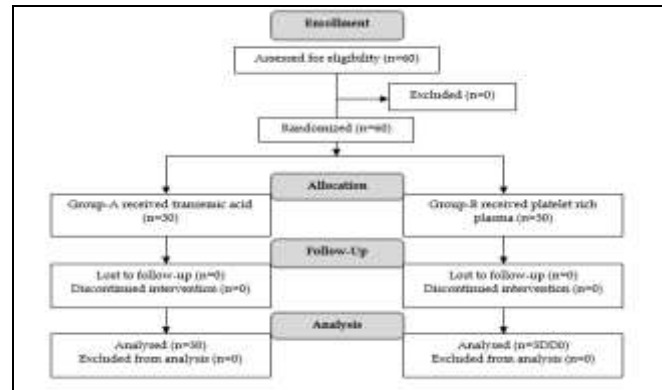 Enrollment
Assessed for eligibility (n=60)
Excluded (n=0)
Randomized (n=60)
Allocation
Group-A received tranemic acid
(n=30)
Group-B received platelet rich
plasma (n=30)
Follow-Up
Lost to follow-up (n=0)
Discontinued intervention (n=0)
Lost to follow-up (n=0)
Discontinued intervention (n=0)
Analysis
Analysed (n=30)
Excluded from analysis (n=0)
Analysed
Excluded from analysis (n=0)